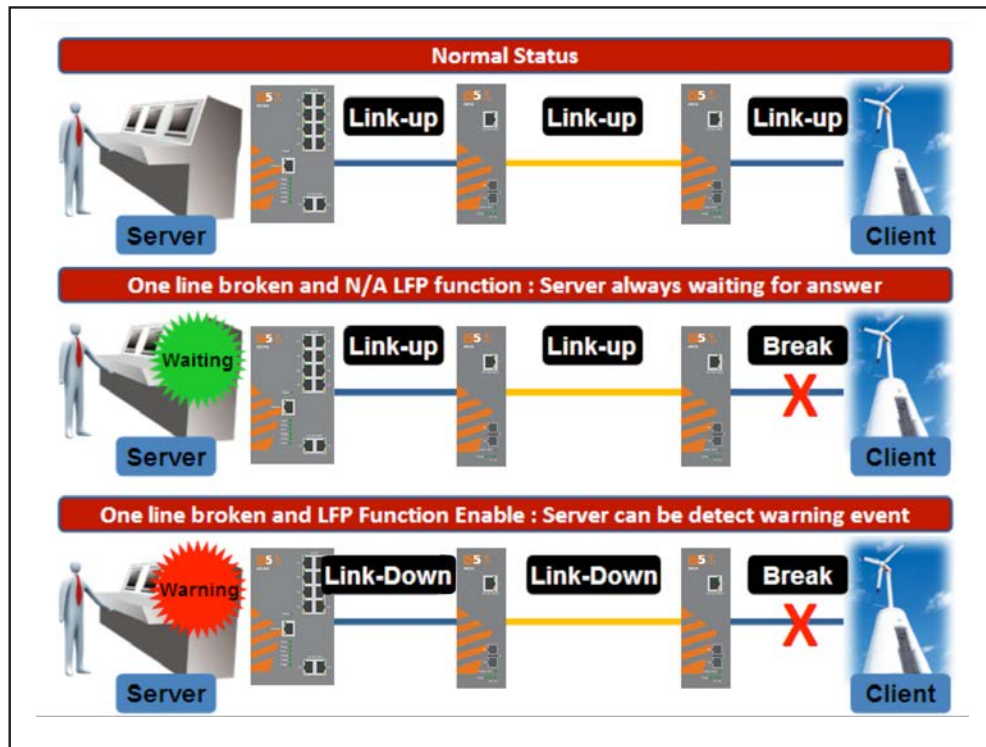 Normal Status
Link-up Link-up Link-up
Server Client
One line broken and N/A LFP function : Server always waiting for answer
Waiting Link-up Link-up Break
X
Server Client
One line broken and LFP Function Enable : Server can be detect warning event
Warning Link-Down Link-Down Break
X
Server Client